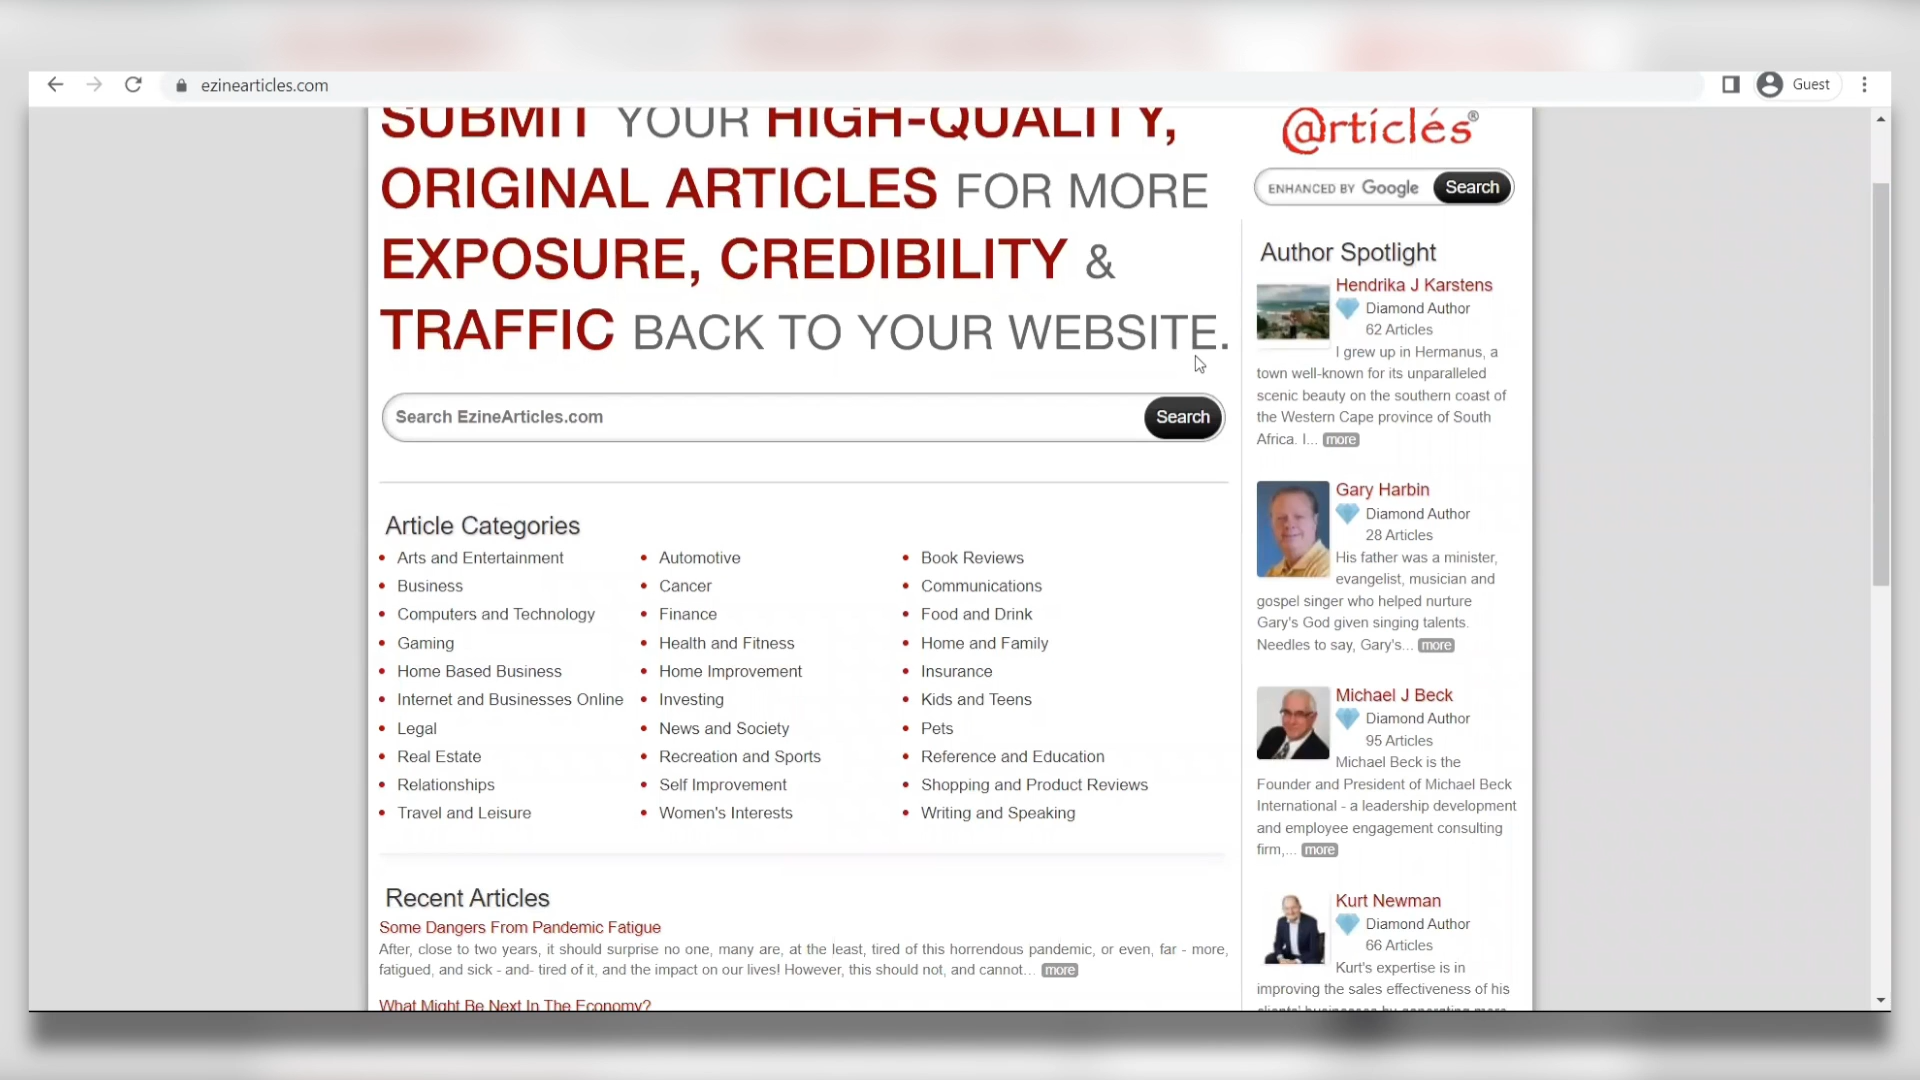 ezinearticles.com
Guest
SUBMIT YOUR HIGH-QUALITY,
ORIGINAL ARTICLES FOR MORE
EXPOSURE, CREDIBILITY &
TRAFFIC BACK TO YOUR WEBSITE.
Search EzineArticles.com
Search
Article Categories
Arts and Entertainment
Business
Computers and Technology
Gaming
Home Based Business
Internet and Businesses Online
Legal
Real Estate
Relationships
Travel and Leisure
Automotive
Cancer
Finance
Health and Fitness
Home Improvement
Investing
News and Society
Recreation and Sports
Self Improvement
Women's Interests
Book Reviews
Communications
Food and Drink
Home and Family
Insurance
Kids and Teens
Pets
Reference and Education
Shopping and Product Reviews
Writing and Speaking
Recent Articles
Some Dangers From Pandemic Fatigue
After, close to two years, it should surprise no one, many are, at the least, tired of this horrendous pandemic, or even, far - more,
fatigued, and sick - and- tired of it, and the impact on our lives! However, this should not, and cannot... more
What Might Be Next In The Economy?
@rticlés®
ENHANCED BY Google
Search
Author Spotlight
Hendrika J Karstens
Diamond Author
62 Articles
I grew up in Hermanus, a
town well-known for its unparalleled
scenic beauty on the southern coast of
the Western Cape province of South
Africa. I... more
Gary Harbin
Diamond Author
28 Articles
His father was a minister,
evangelist, musician and
gospel singer who helped nurture
Gary's God given singing talents.
Needles to say, Gary's... more
Michael J Beck
Diamond Author
95 Articles
Michael Beck is the
Founder and President of Michael Beck
International - a leadership development
and employee engagement consulting
firm,... more
Kurt Newman
Diamond Author
66 Articles
Kurt's expertise is in
improving the sales effectiveness of his
clients' businesses by generating more